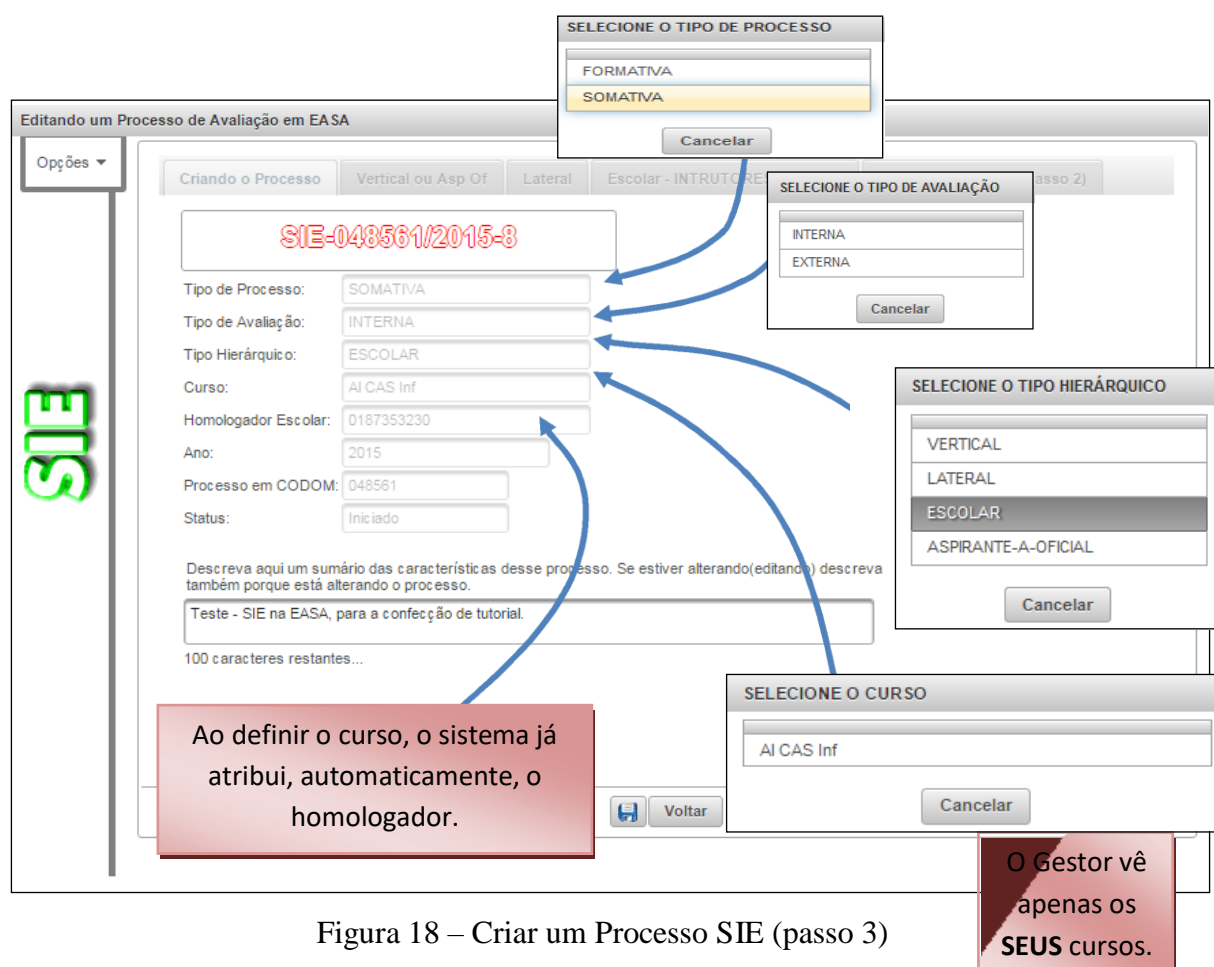 SELECIONE O TIPO DE PROCESSO
FORMATIVA
SOMATIVA
Cancelar
Editando um Processo de Avaliação em EASA
Opções
Criando o Processo
Vertical ou Asp Of
Lateral
Escolar - INTRUTORES
asso 2)
SELECIONE O TIPO DE AVALIAÇÃO
INTERNA
EXTERNA
Cancelar
SIE-048561/2015-8
Tipo de Processo: SOMATIVA
Tipo de Avaliação: INTERNA
Tipo Hierárquico: ESCOLAR
Curso: AI CAS Inf
Homologador Escolar: 0187353230
Ano: 2015
Processo em CODOM: 048561
Status: Iniciado
SIE
SELECIONE O TIPO HIERÁRQUICO
VERTICAL
LATERAL
ESCOLAR
ASPIRANTE-A-OFICIAL
Cancelar
Descreva aqui um sumário das características desse processo. Se estiver alterando(editando) descreva
também porque está alterando o processo.
Teste - SIE na EASA, para a confecção de tutorial.
100 caracteres restantes...
SELECIONE O CURSO
AI CAS Inf
Cancelar
Ao definir o curso, o sistema já
atribui, automaticamente, o
homologador.
Voltar
O Gestor vê
apenas os
SEUS cursos.
Figura 18 – Criar um Processo SIE (passo 3)